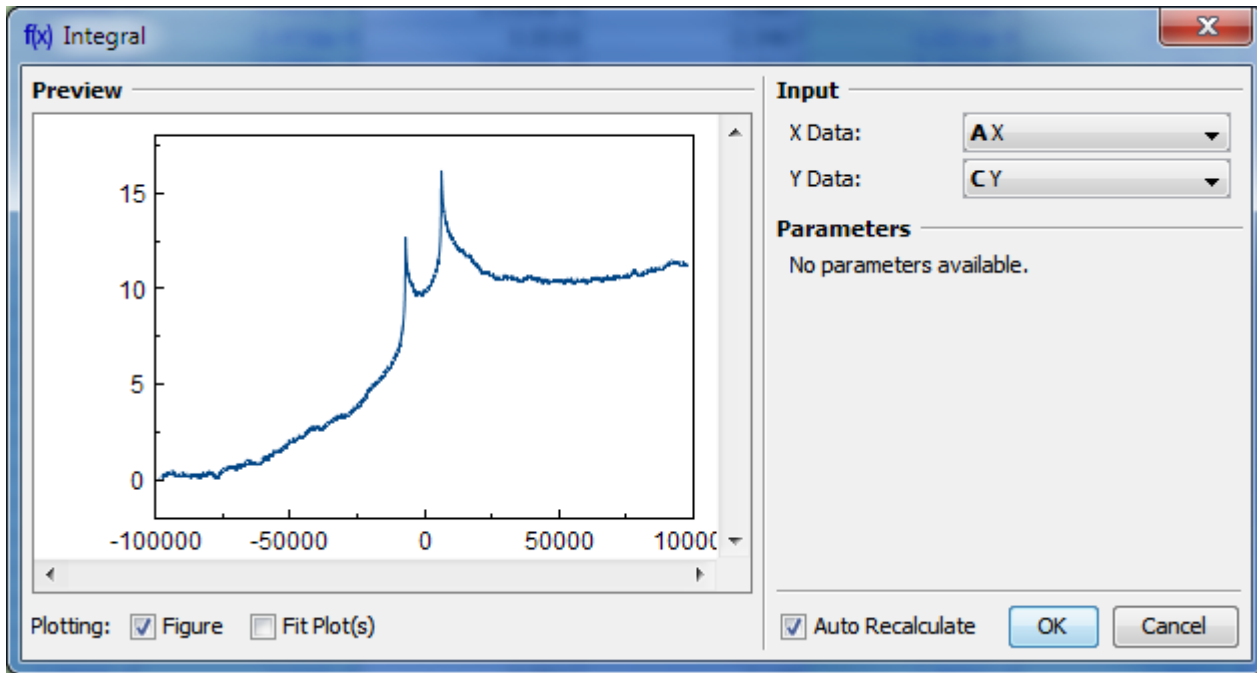 f(x) Integral
Preview
15
10
5
0
-100000 -50000 0 50000 10000
Plotting: Figure Fit Plot(s)
Input
X Data: A X
Y Data: C Y
Parameters
No parameters available.
Auto Recalculate OK Cancel